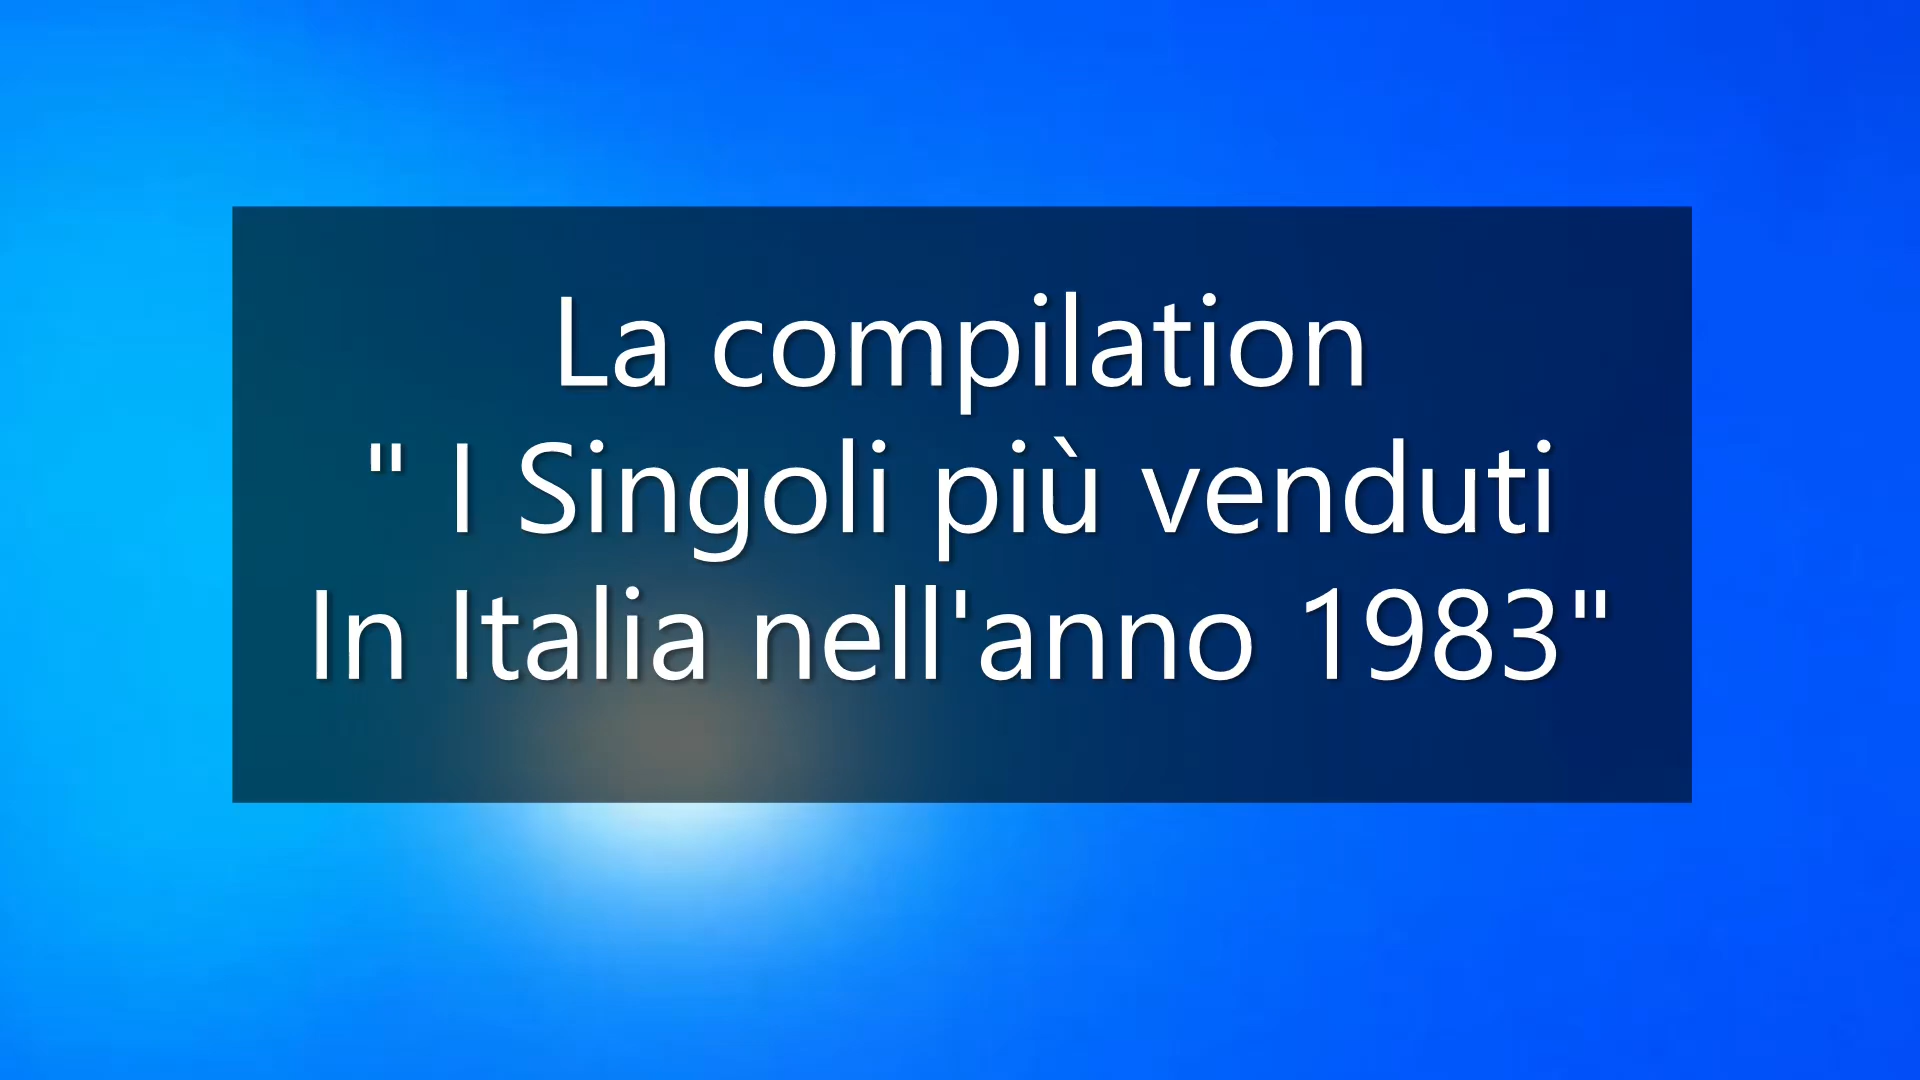 La compilation
" I Singoli più venduti
In Italia nell'anno 1983"